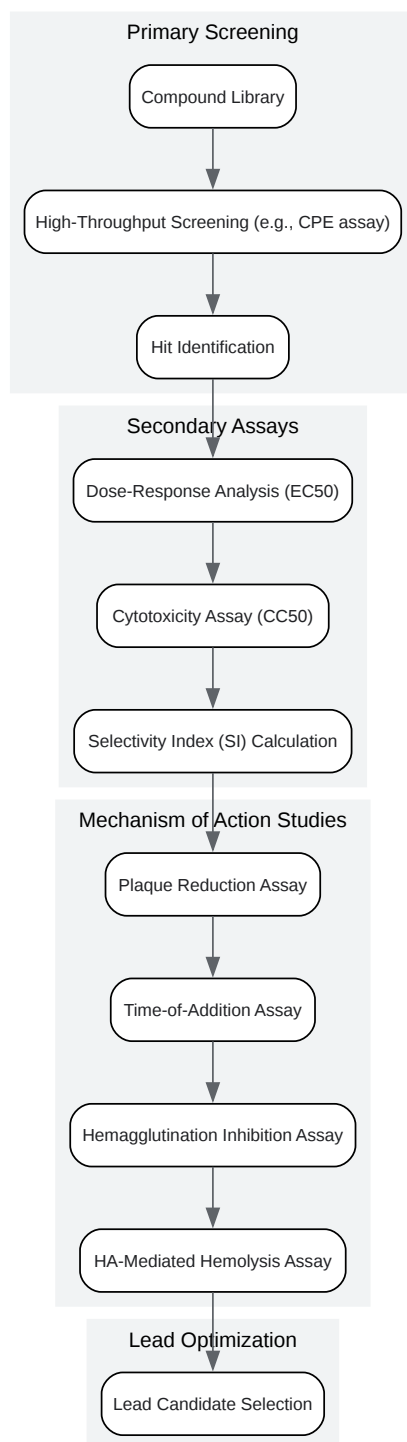 Primary Screening
Compound Library
High-Throughput Screening (e.g., CPE assay)
Hit Identification
Secondary Assays
Dose-Response Analysis (EC50)
Cytotoxicity Assay (CC50)
Selectivity Index (SI) Calculation
Mechanism of Action Studies
Plaque Reduction Assay
Time-of-Addition Assay
Hemagglutination Inhibition Assay
HA-Mediated Hemolysis Assay
Lead Optimization
Lead Candidate Selection